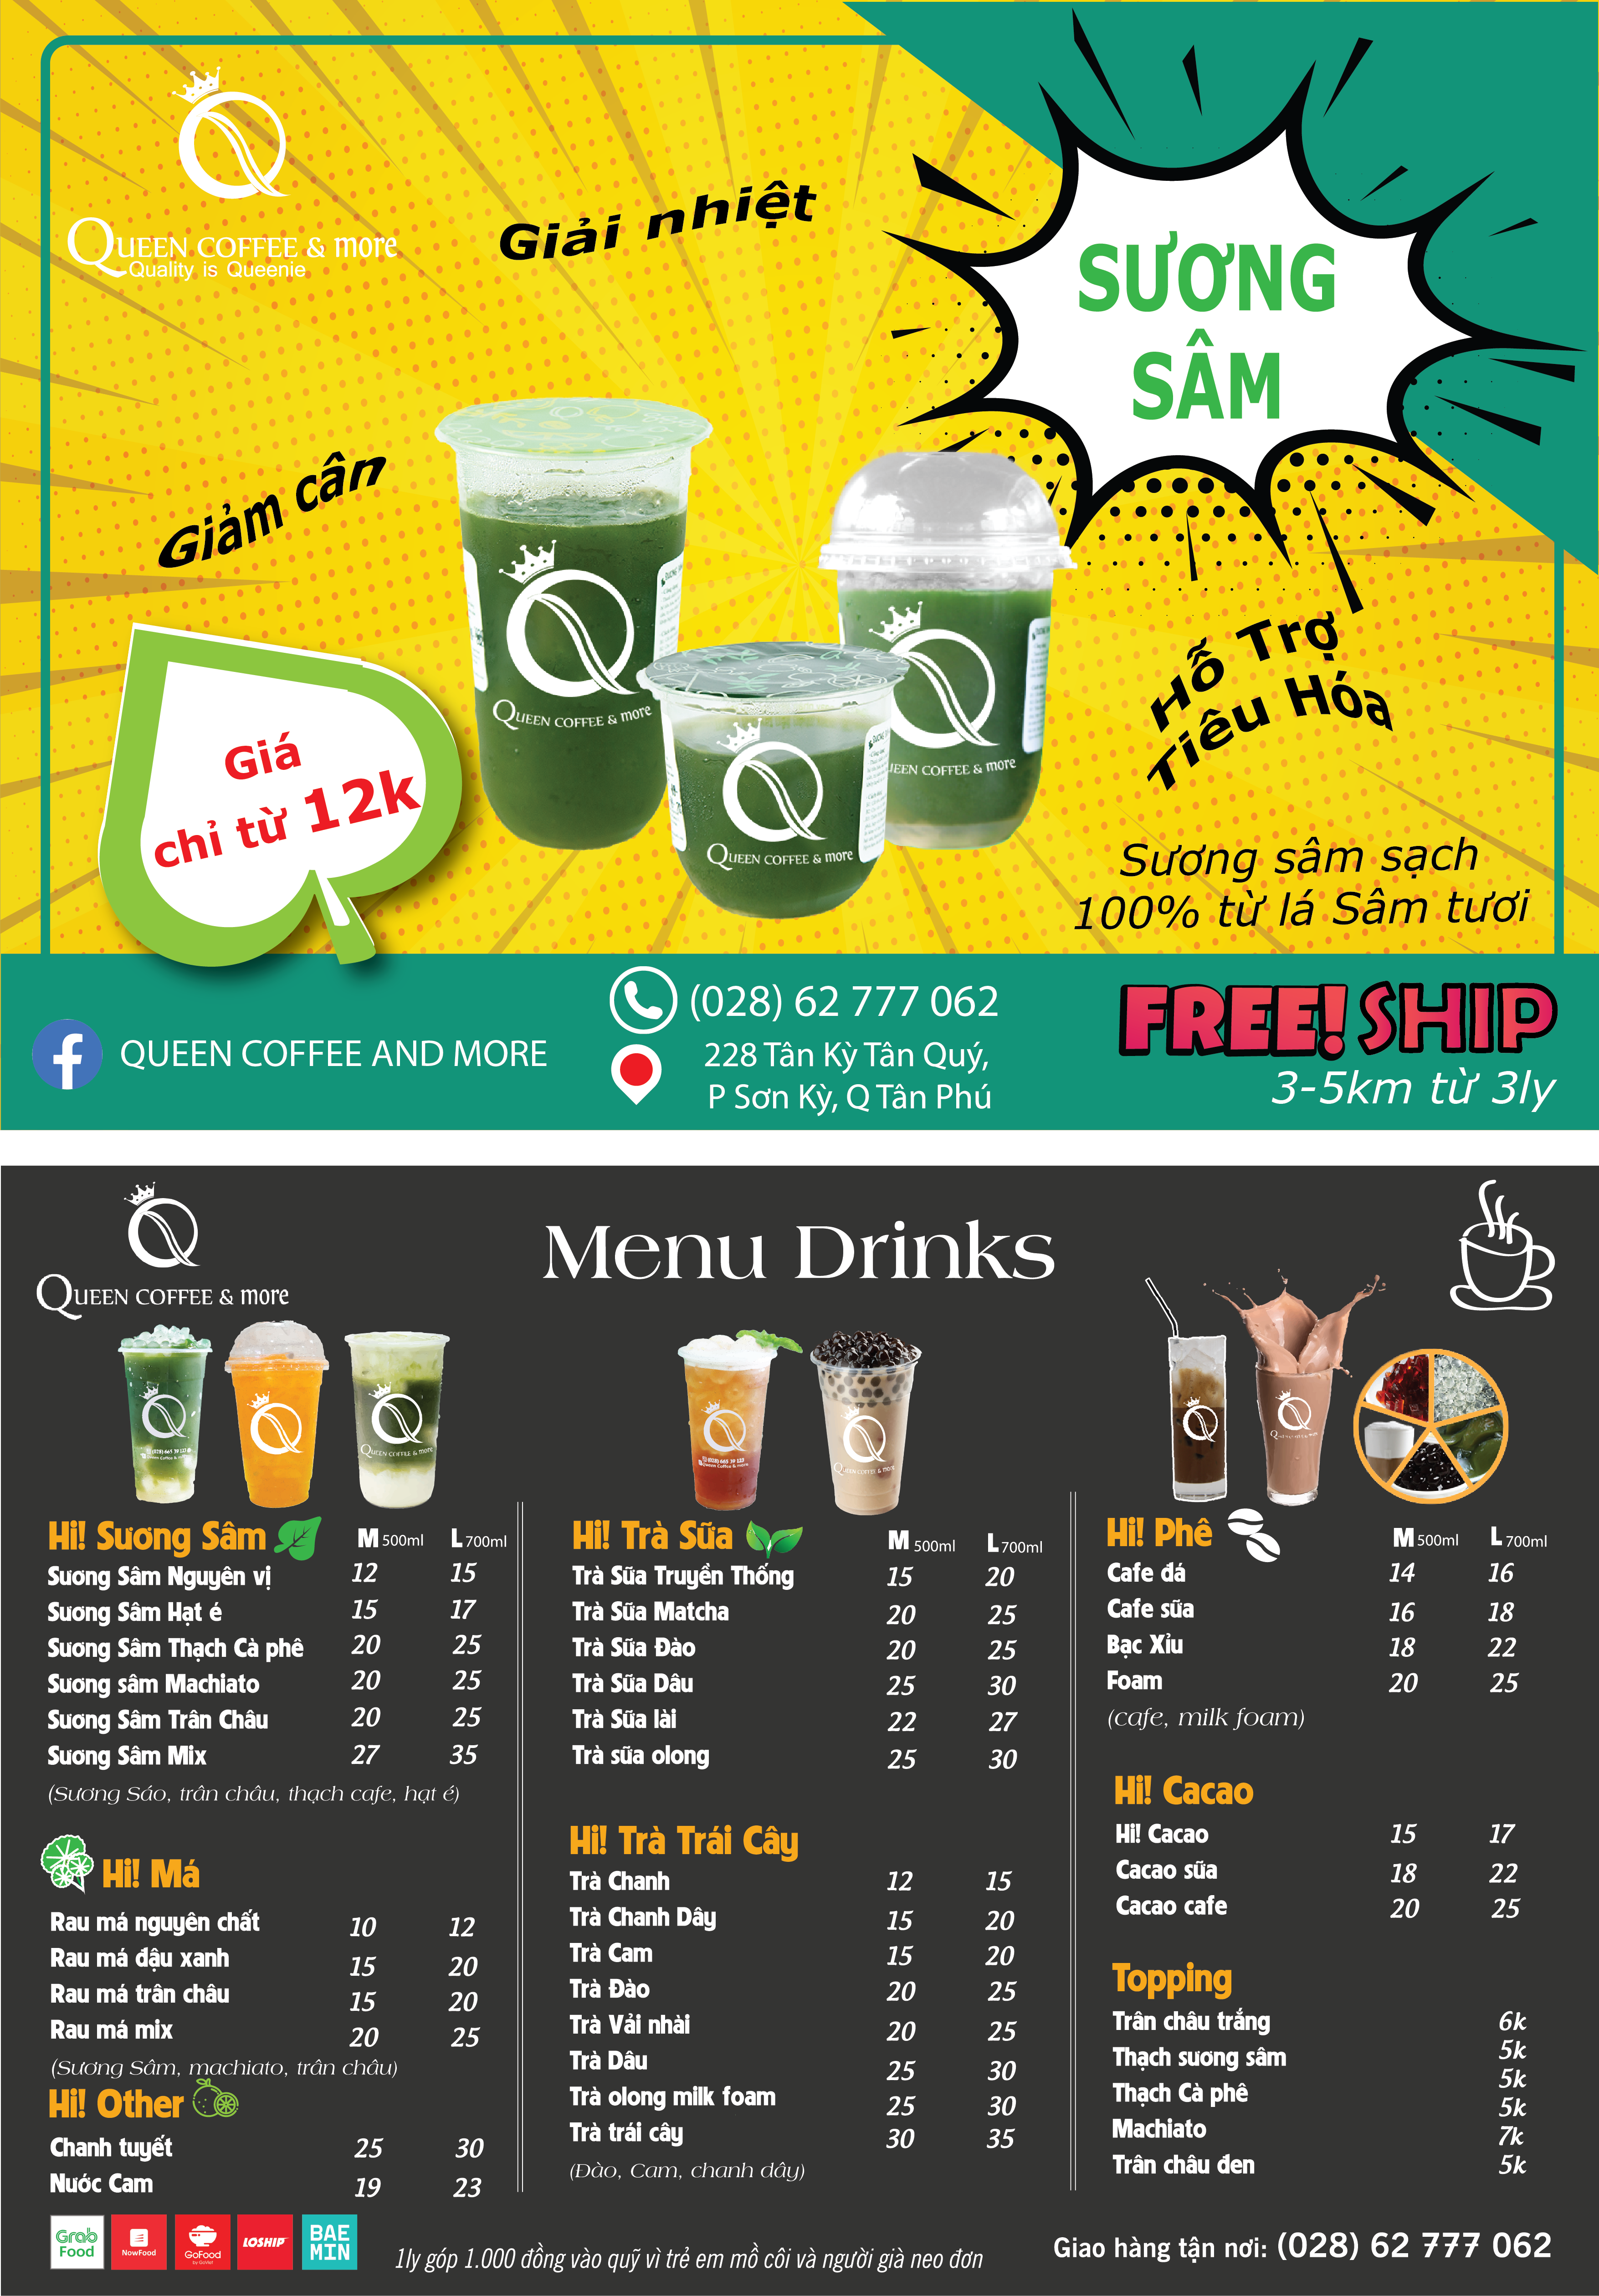 QUEEN COFFEE & more
Quality is Queenie
Giải nhiệt
SƯƠNG
SÂM
Giảm cân
QUEEN COFFEE & more
QUEEN COFFEE & more
QUEEN COFFEE & more
Hỗ Trợ
Tiêu Hóa
Giá
chỉ từ 12k
Sương sâm sạch
100% từ lá Sâm tươi
QUEEN COFFEE AND MORE
(028) 62 777 062
228 Tân Kỳ Tân Quý,
P Sơn Kỳ, Q Tân Phú
FREE! SHIP
3-5km từ 3ly
QUEEN COFFEE & more
Menu Drinks
Hi! Sương Sâm M 500ml L 700ml
Sương Sâm Nguyên vị 12 15
Sương Sâm Hạt é 15 17
Sương Sâm Thạch Cà phê 20 25
Sương sâm Machiato 20 25
Sương Sâm Trân Châu 20 25
Sương Sâm Mix 27 35
(Sương Sáo, trân châu, thạch cafe, hạt é)
Hi! Má
Rau má nguyên chất 10 12
Rau má đậu xanh 15 20
Rau má trân châu 15 20
Rau má mix 20 25
(Sương Sâm, machiato, trân châu)
Hi! Other
Chanh tuyết 25 30
Nước Cam 19 23
Hi! Trà Sữa M 500ml L 700ml
Trà Sữa Truyền Thống 15 20
Trà Sữa Matcha 20 25
Trà Sữa Đào 20 25
Trà Sữa Dâu 25 30
Trà Sữa lài 22 27
Trà sữa olong 25 30
Hi! Trà Trái Cây
Trà Chanh 12 15
Trà Chanh Dây 15 20
Trà Cam 15 20
Trà Đào 20 25
Trà Vải nhài 20 25
Trà Dâu 25 30
Trà olong milk foam 25 30
Trà trái cây 30 35
(Đào, Cam, chanh dây)
Hi! Phê M 500ml L 700ml
Cafe đá 14 16
Cafe sữa 16 18
Bạc Xỉu 18 22
Foam 20 25
(cafe, milk foam)
Hi! Cacao
Hi! Cacao 15 17
Cacao sữa 18 22
Cacao cafe 20 25
Topping
Trân châu trắng 6k
5k
Thạch sương sâm
5k
Thạch Cà phê
5k
Machiato 7k
Trân châu đen 5k
Grab
Food
NowFood
GoFood
LOSHIP
BAE
MIN
1ly góp 1.000 đồng vào quỹ vì trẻ em mồ côi và người già neo đơn
Giao hàng tận nơi: (028) 62 777 062